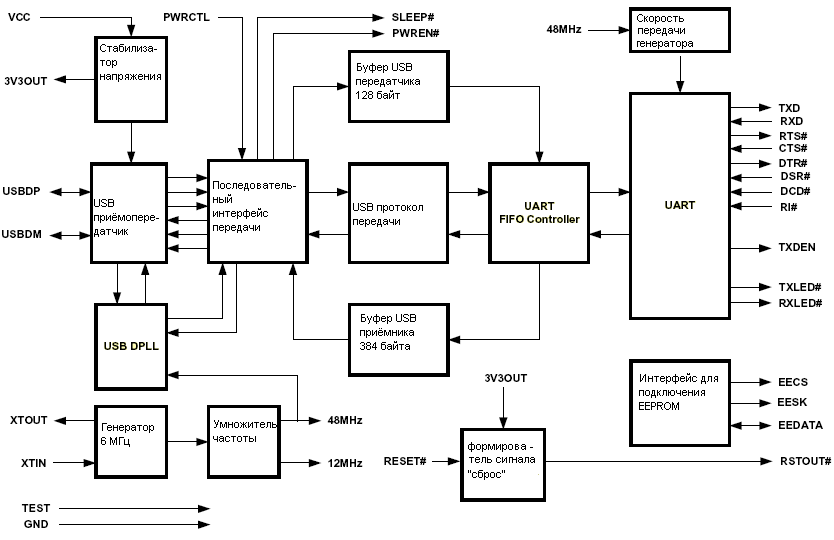 VCC
PWRCTL
SLEEP#
PWREN#
48MHz
Скорость
передачи
генератора
Стабилиза-
тор
напряжения
3V3OUT
Буфер USB
передатчика
128 байт
TXD
RXD
RTS#
CTS#
DTR#
DSR#
DCD#
RI#
TXDEN
TXLED#
RXLED#
USBDP
USBDM
USB
приёмопере-
датчик
Последователь-
ный
интерфейс
передачи
USB протокол
передачи
UART
FIFO Controller
UART
USB DPLL
Буфер USB
приёмника
384 байта
3V3OUT
Интерфейс для
подключения
EEPROM
EECS
EESK
EEDATA
XTOUT
XTIN
Генератор
6 МГц
Умножитель
частоты
48MHz
12MHz
RESET#
формирова -
тель сигнала
"сброс"
RSTOUT#
TEST
GND